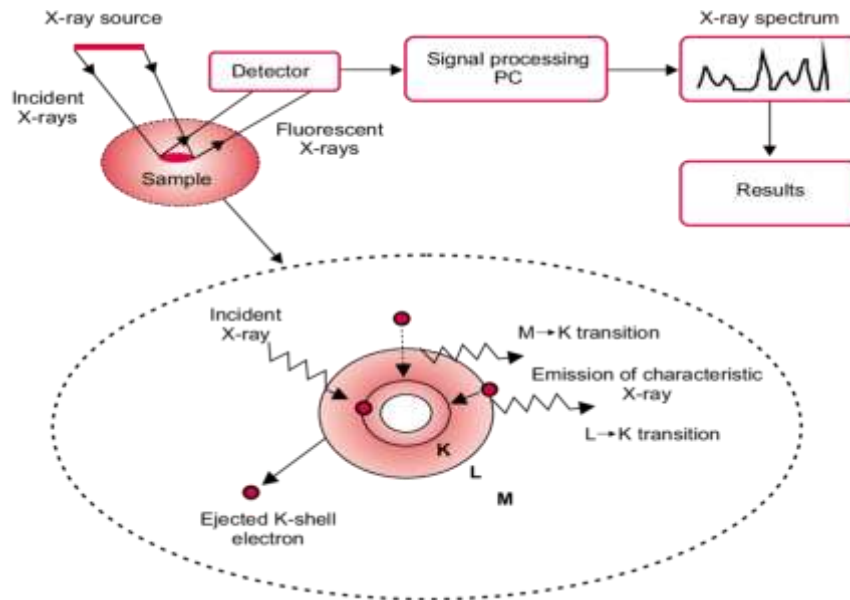 X-ray source
X-ray spectrum
Detector
Signal processing
PC
Incident
X-rays
Fluorescent
X-rays
Sample
Results
Incident
X-ray
M→K transition
Emission of characteristic
X-ray
L→K transition
K
L
M
Ejected K-shell
electron